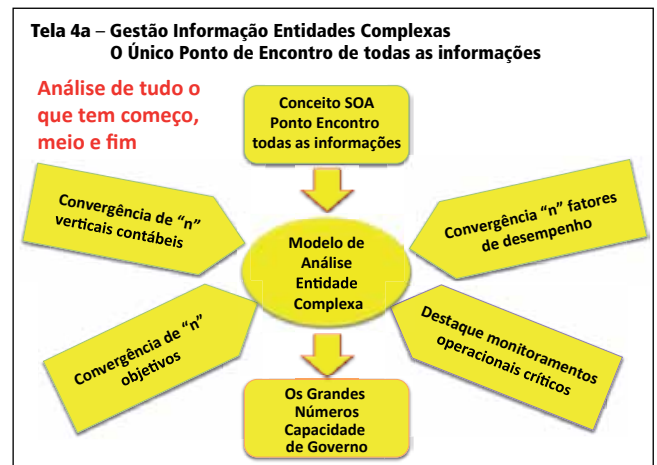 Tela 4a – Gestão Informação Entidades Complexas
O Único Ponto de Encontro de todas as informações
Análise de tudo o
que tem começo,
meio e fim
Conceito SOA
Ponto Encontro
todas as informações
Convergência de “n”
verticais contábeis
Convergência “n” fatores
de desempenho
Modelo de
Análise
Entidade
Complexa
Convergência de “n”
objetivos
Destaque monitoramentos
operacionais críticos
Os Grandes
Números
Capacidade
de Governo